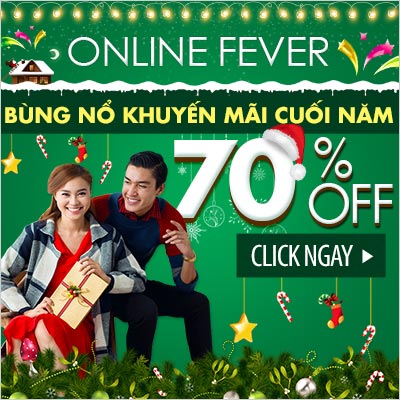 ONLINE FEVER
BÙNG NỔ KHUYẾN MÃI CUỐI NĂM
70% OFF
CLICK NGAY